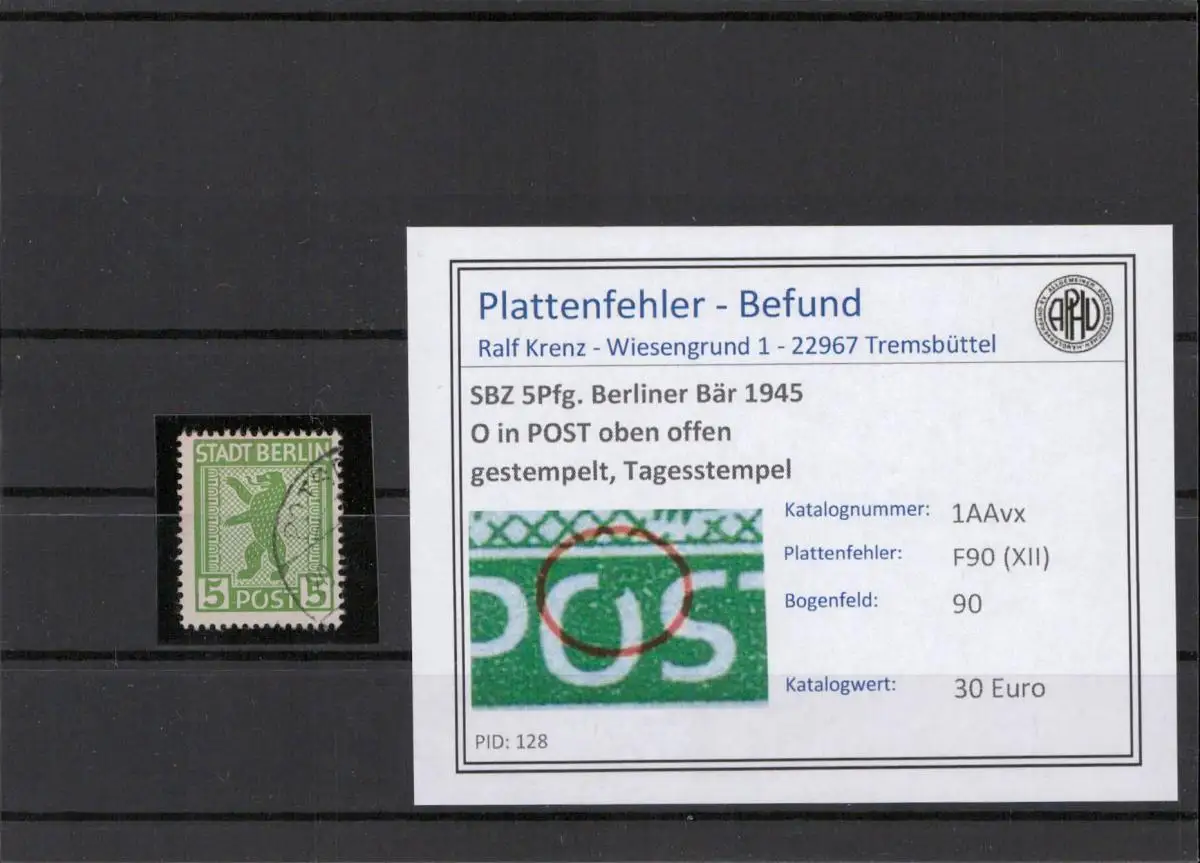 STADT BERLIN
5 POST 5
Plattenfehler - Befund
Ralf Krenz - Wiesengrund 1 - 22967 Tremsbüttel
APHV
SBZ 5Pfg. Berliner Bär 1945
O in POST oben offen
gestempelt, Tagesstempel
POST
Katalognummer: 1AAvx
Plattenfehler: F90 (XII)
Bogenfeld: 90
Katalogwert: 30 Euro
PID: 128